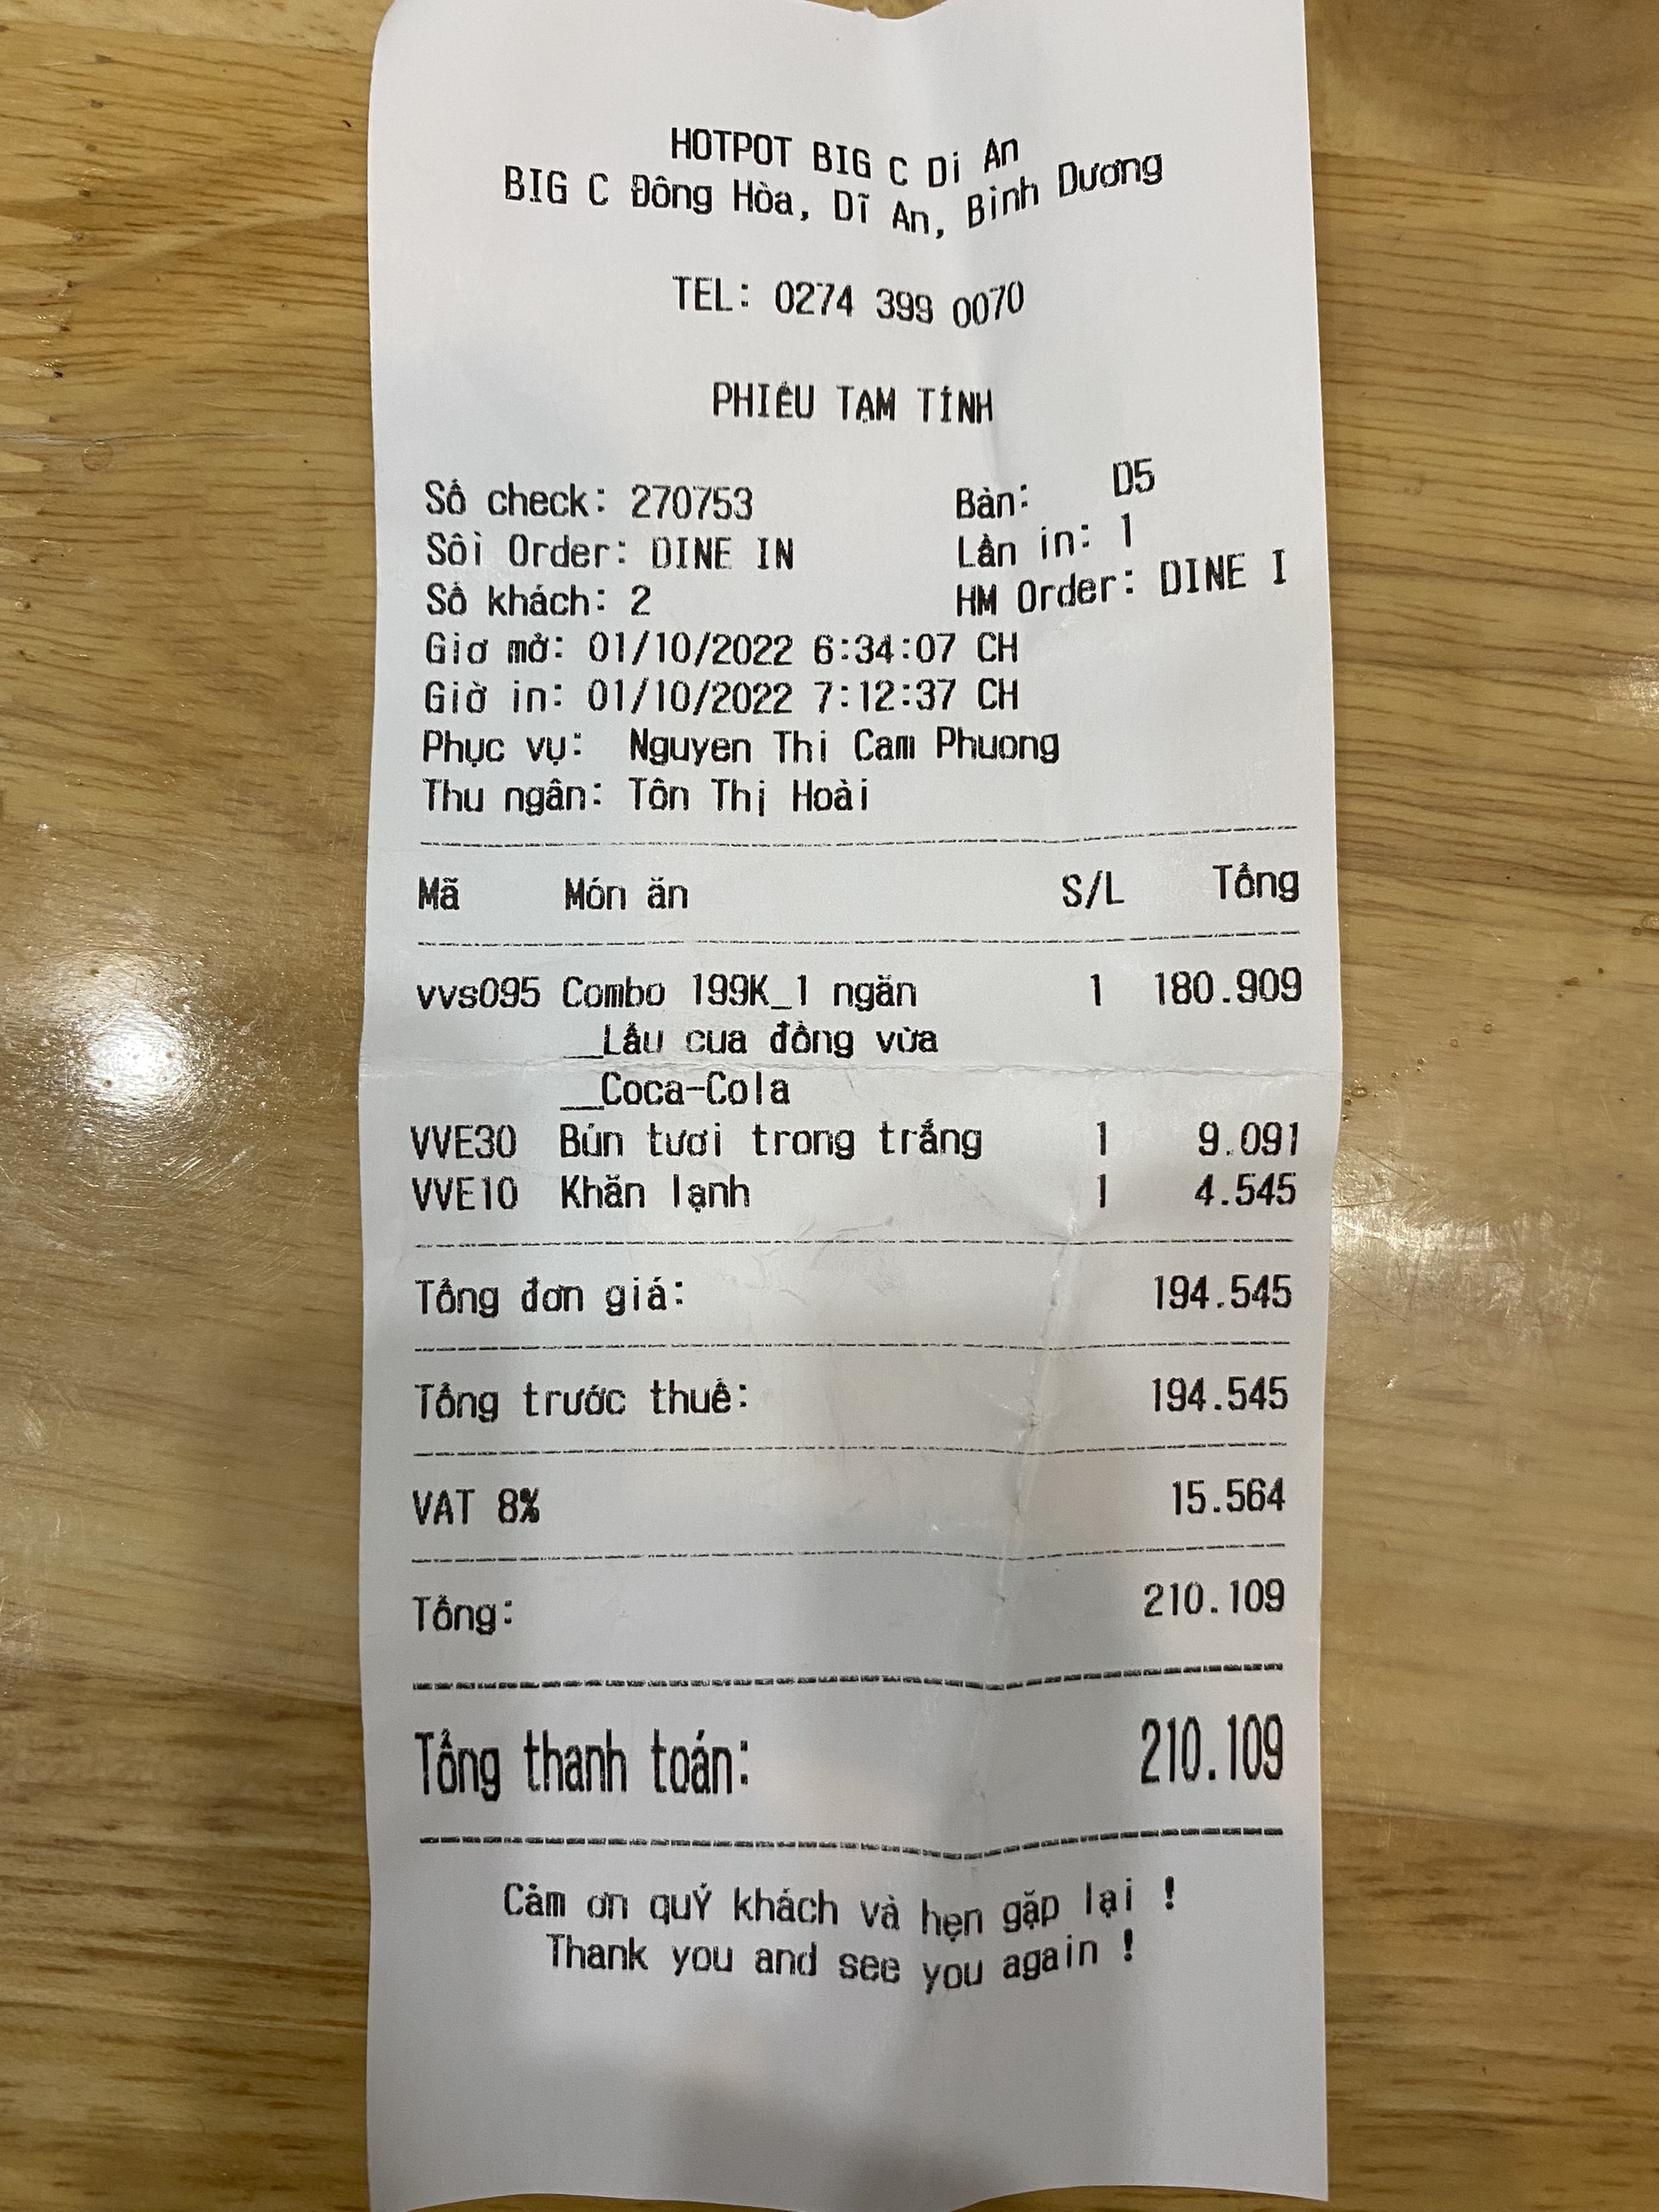 HOTPOT BIG C Dĩ An
BIG C Đông Hòa, Dĩ An, Bình Dương
TEL: 0274 399 0070
PHIẾU TẠM TÍNH
Số check: 270753 Bàn: D5
Sôì Order: DINE IN Lần in: 1
Số khách: 2 HM Order: DINE I
Giơ mở: 01/10/2022 6:34:07 CH
Giờ in: 01/10/2022 7:12:37 CH
Phục vụ: Nguyen Thi Cam Phuong
Thu ngân: Tôn Thị Hoài
Mã Món ăn S/L Tổng
vvs095 Combo 199K_1 ngăn 1 180.909
__Lẩu cua đồng vừa
__Coca-Cola
VVE30 Bún tươi trong trắng 1 9.091
VVE10 Khăn lạnh 1 4.545
Tổng đơn giá: 194.545
Tổng trước thuế: 194.545
VAT 8% 15.564
Tổng: 210.109
Tổng thanh toán: 210.109
Cảm ơn quÝ khách và hẹn gặp lại !
Thank you and see you again !